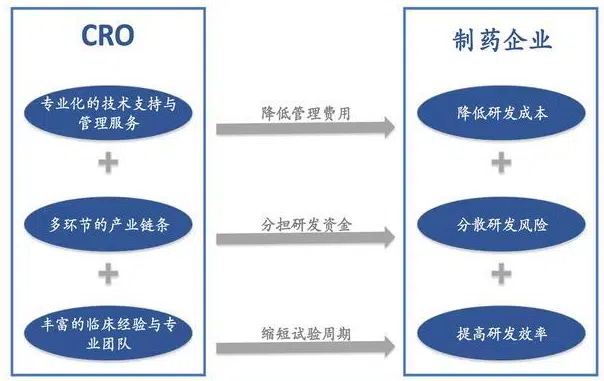 CRO
制药企业
专业化的技术支持与
管理服务
降低管理费用
降低研发成本
+
+
多环节的产业链条
分担研发资金
分散研发风险
+
+
丰富的临床经验与专
业团队
缩短试验周期
提高研发效率